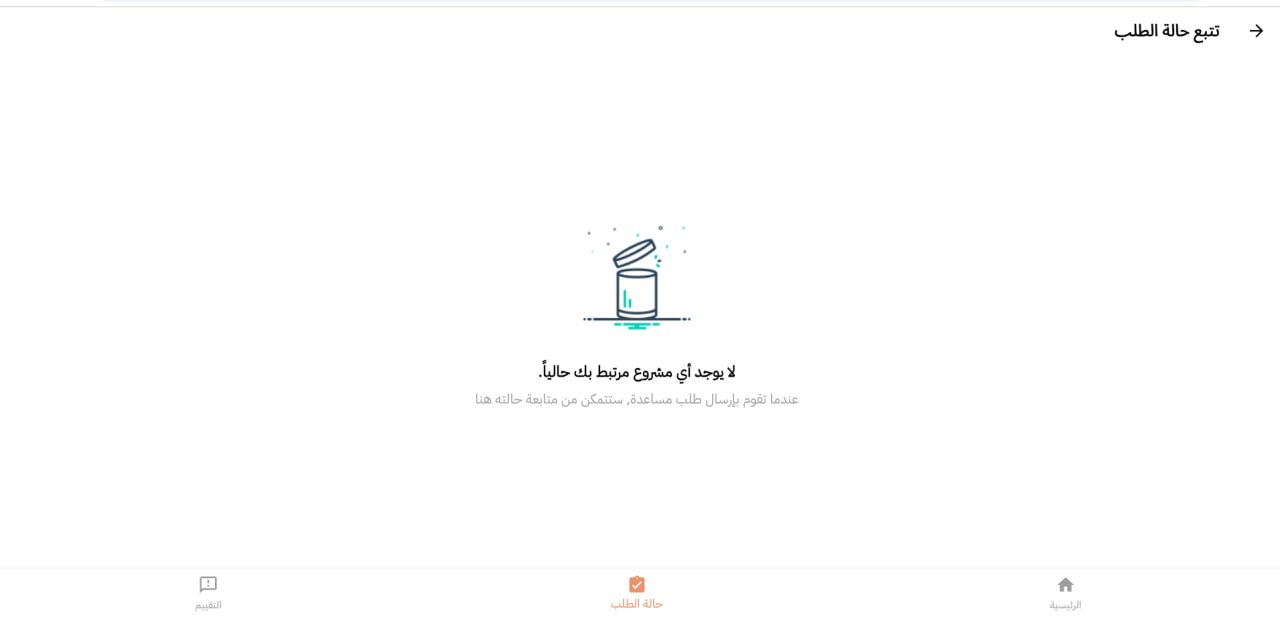 تتبع حالة الطلب
لا يوجد أي مشروع مرتبط بك حالياً.
عندما تقوم بإرسال طلب مساعدة, ستتمكن من متابعة حالته هنا
الرئيسية
حالة الطلب
التقييم